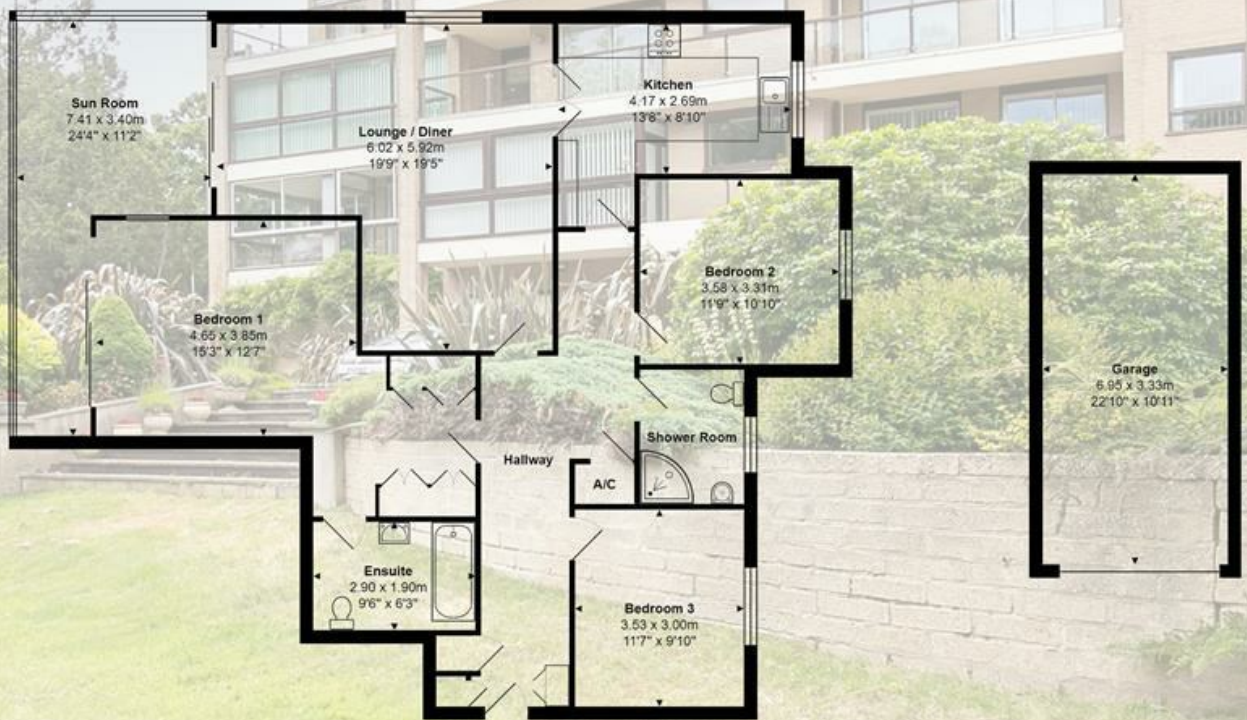 Sun Room
7.41 x 3.40m
24'4" x 11'2"
Lounge / Diner
6.02 x 5.92m
19'9" x 19'5"
Kitchen
4.17 x 2.69m
13'8" x 8'10"
Bedroom 1
4.65 x 3.85m
15'3" x 12'7"
Bedroom 2
3.58 x 3.31m
11'9" x 10'10"
Garage
6.95 x 3.33m
22'10" x 10'11"
Hallway
Shower Room
A/C
Ensuite
2.90 x 1.90m
9'6" x 6'3"
Bedroom 3
3.53 x 3.00m
11'7" x 9'10"